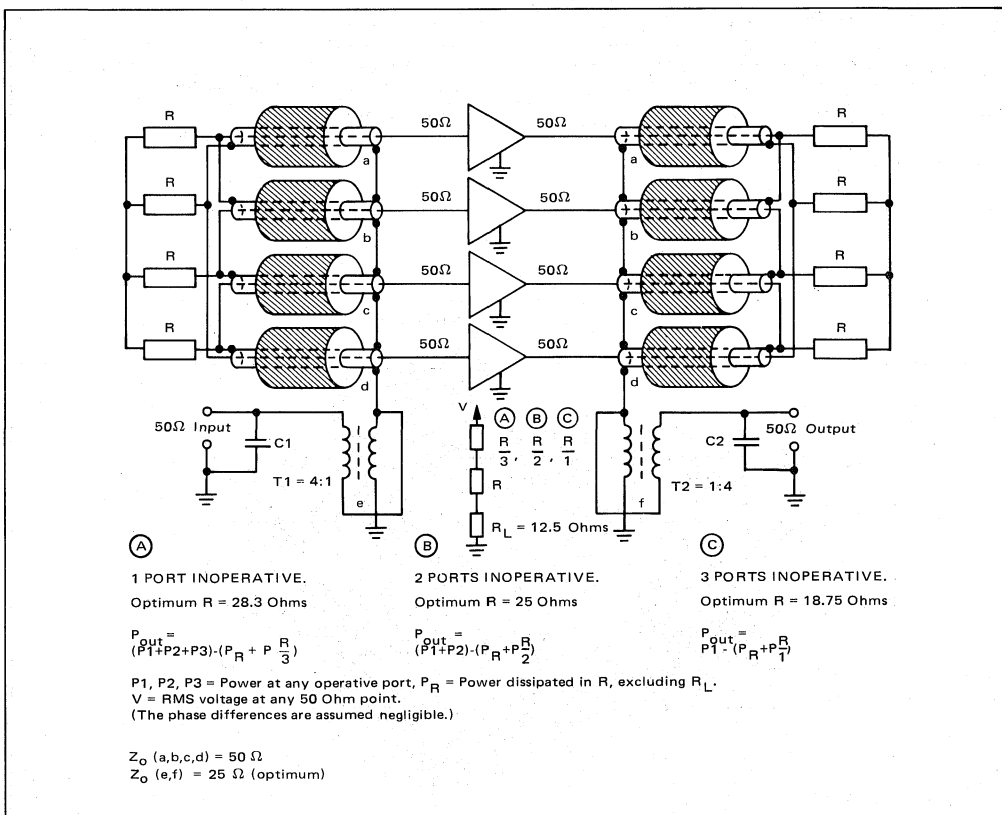 R
R
R
R
a
b
c
d
50Ω
50Ω
50Ω
50Ω
50Ω
50Ω
50Ω
50Ω
a
b
c
d
R
R
R
R
50Ω Input
C1
T1 = 4:1
e
V
A B C
R/3, R/2, R/1
R
R_L = 12.5 Ohms
f
T2 = 1:4
C2
50Ω Output
A
1 PORT INOPERATIVE.
Optimum R = 28.3 Ohms
P_out =
(P1+P2+P3)-(P_R + P R/3)
B
2 PORTS INOPERATIVE.
Optimum R = 25 Ohms
P_out =
(P1+P2)-(P_R+P R/2)
C
3 PORTS INOPERATIVE.
Optimum R = 18.75 Ohms
P_out =
P1 - (P_R+P R/1)
P1, P2, P3 = Power at any operative port, P_R = Power dissipated in R, excluding R_L.
V = RMS voltage at any 50 Ohm point.
(The phase differences are assumed negligible.)
Z_o (a,b,c,d) = 50 Ω
Z_o (e,f) = 25 Ω (optimum)